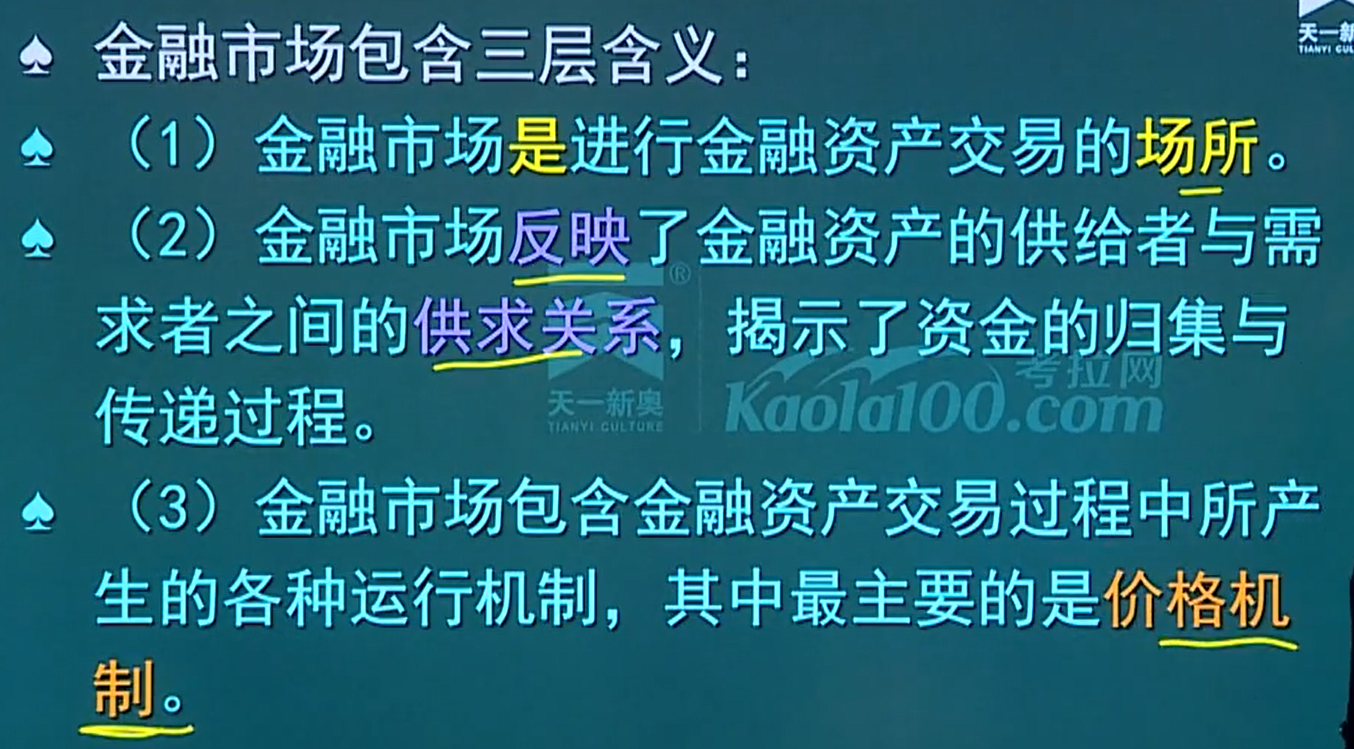 ♠ 金融市场包含三层含义：
♠ （1）金融市场是进行金融资产交易的场所。
♠ （2）金融市场反映了金融资产的供给者与需
求者之间的供求关系，揭示了资金的归集与
传递过程。
♠ （3）金融市场包含金融资产交易过程中所产
生的各种运行机制，其中最主要的是价格机
制。
天一新
TIANYI CUL
®
天一新奥
TIANYI CULTURE
考拉网
Kaola100.com